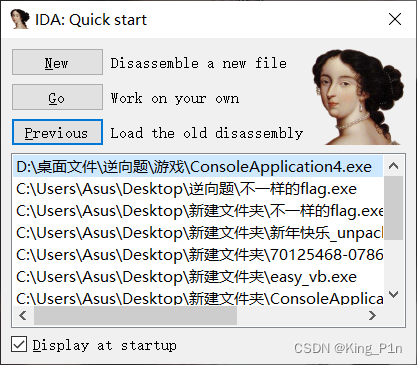 IDA: Quick start
New Disassemble a new file
Go Work on your own
Previous Load the old disassembly
D:\桌面文件\逆向题\游戏\ConsoleApplication4.exe
C:\Users\Asus\Desktop\逆向题\不一样的flag.exe
C:\Users\Asus\Desktop\新建文件夹\不一样的flag.exe
C:\Users\Asus\Desktop\新建文件夹\新年快乐_unpac
C:\Users\Asus\Desktop\新建文件夹\70125468-0786
C:\Users\Asus\Desktop\新建文件夹\easy_vb.exe
C:\Users\Asus\Desktop\新建文件夹\ConsoleApplica
Display at startup
CSDN @King_P1n